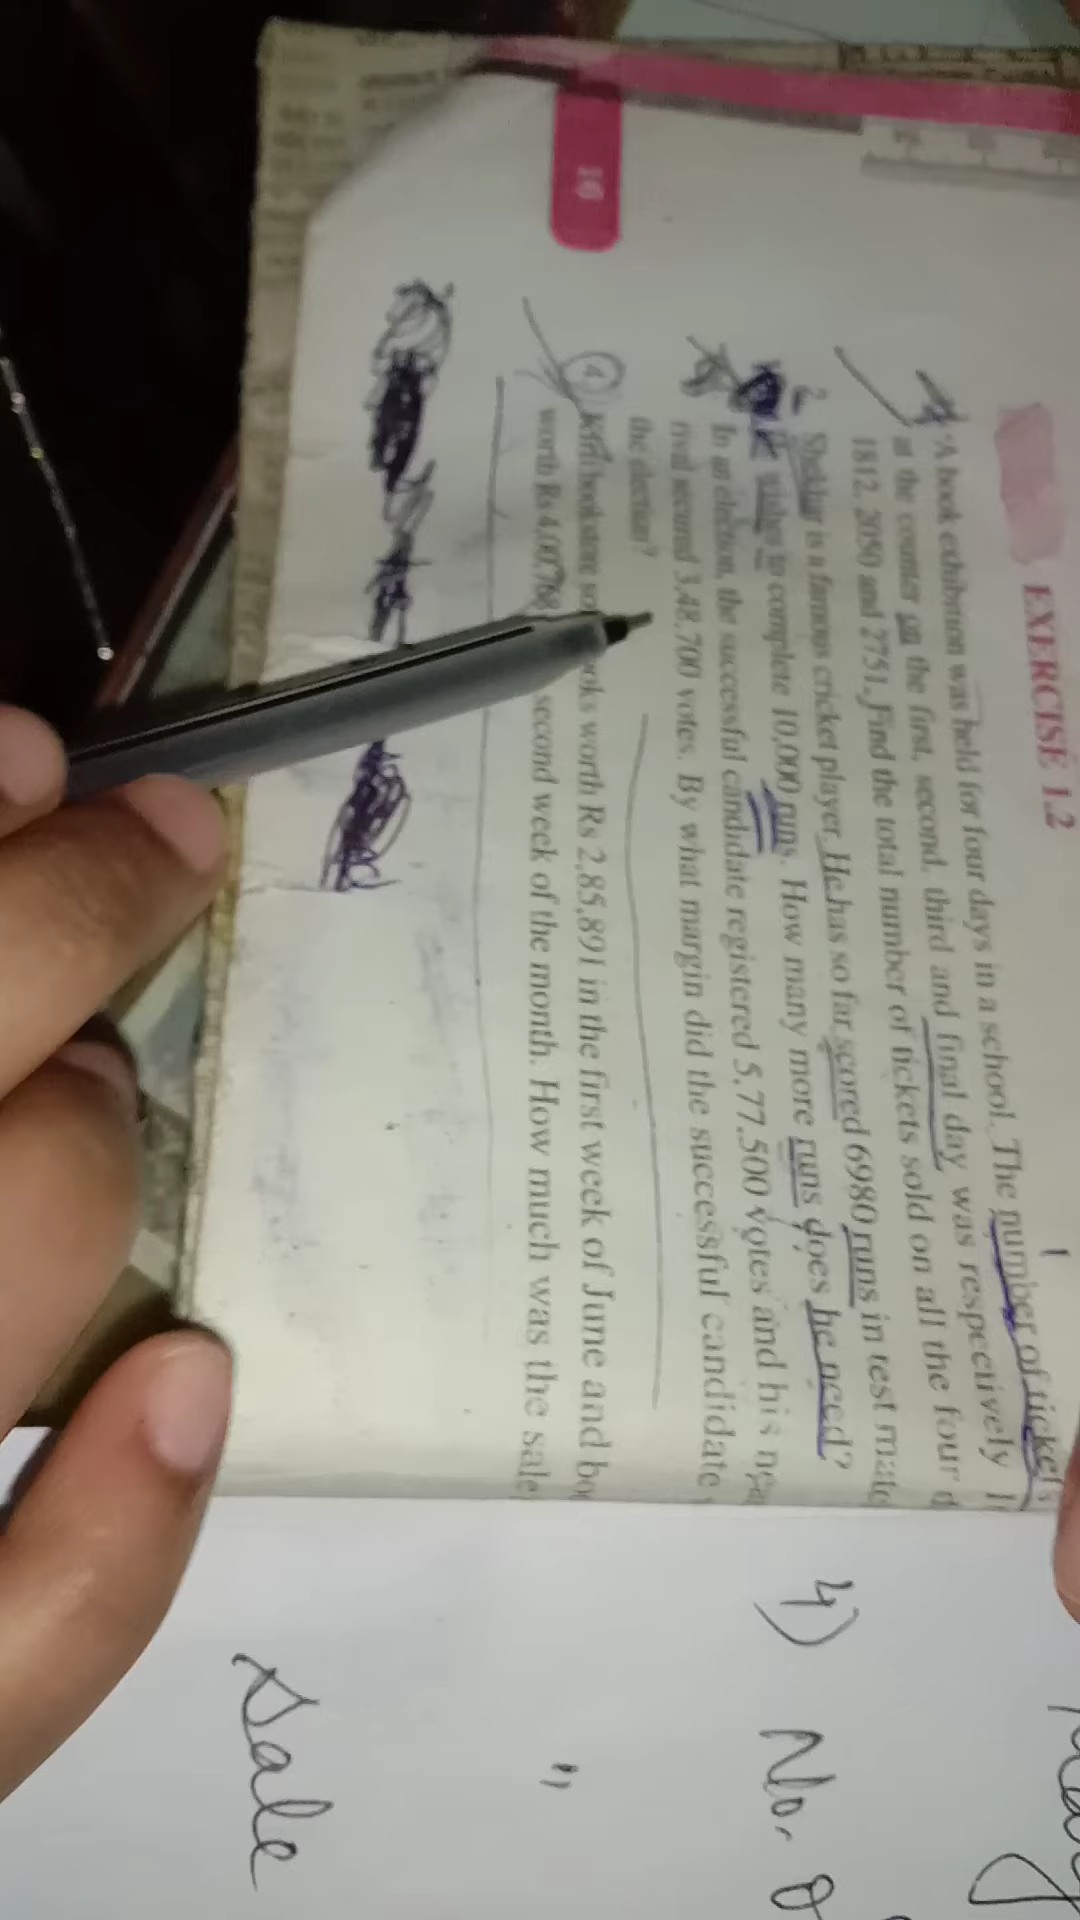 EXERCISE 1.2
A book exhibition was held for four days in a school. The number of tickets
at the counter on the first, second, third and final day was respectively
1812, 2050 and 2751. Find the total number of tickets sold on all the four
2. Shekhar is a famous cricket player. He has so far scored 6980 runs in test
wishes to complete 10,000 runs. How many more runs does he need?
In an election, the successful candidate registered 5,77,500 votes and his
rival secured 3,48,700 votes. By what margin did the successful candidate
the election?
4 Kirti bookstore worth Rs 2,85,891 in the first week of June and
worth Rs 4,00,768 second week of the month. How much was the sale
10
4) No.
"
Sale